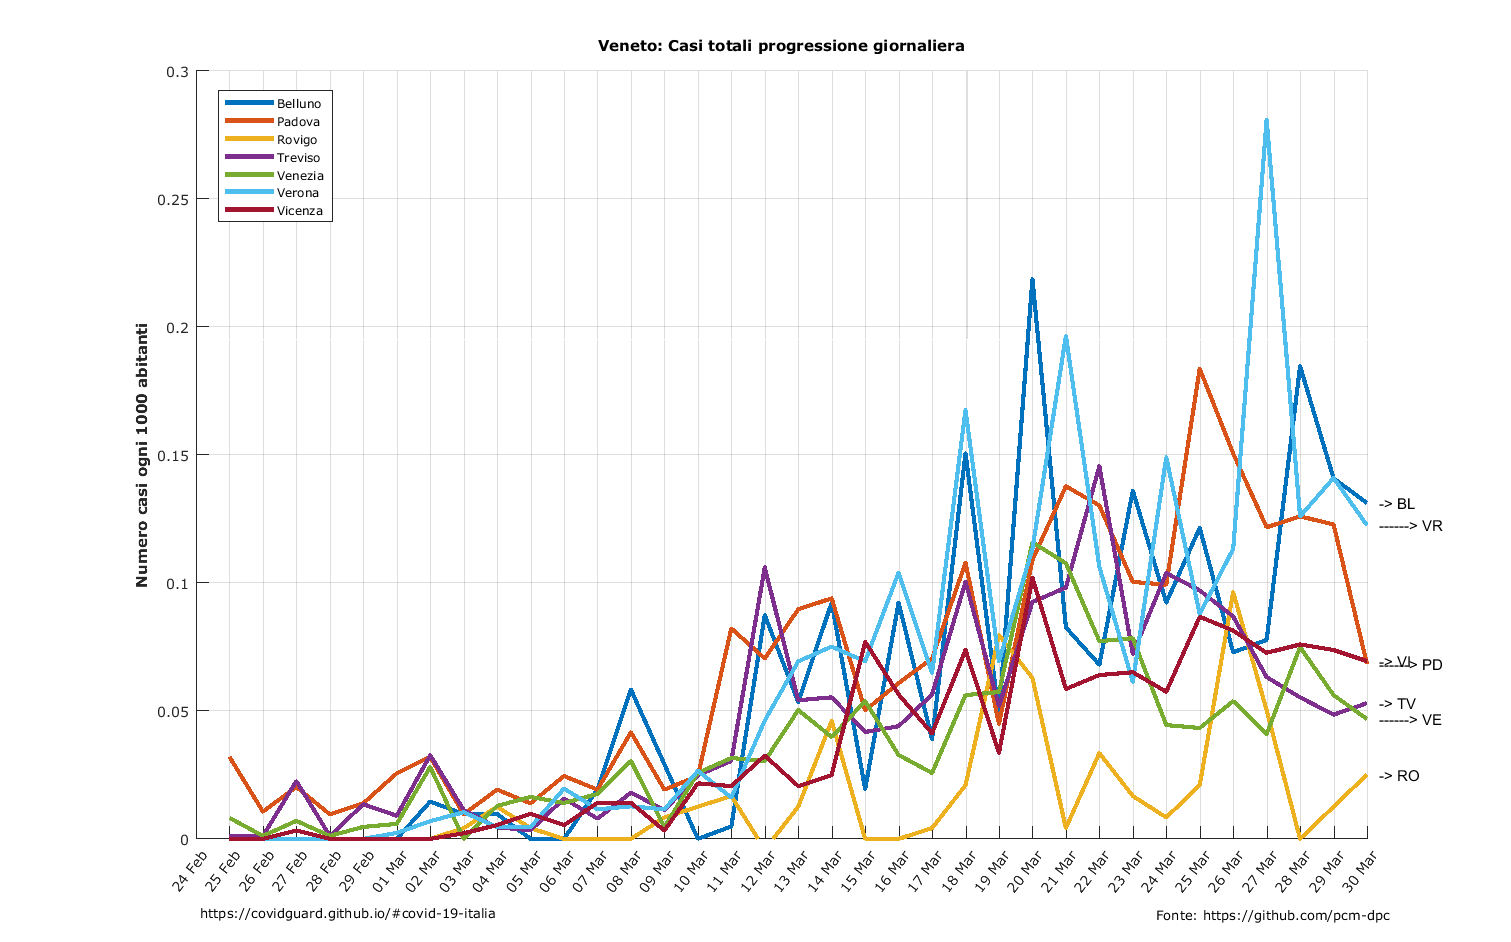 Veneto: Casi totali progressione giornaliera
Numero casi ogni 1000 abitanti
0.3
0.25
0.2
0.15
0.1
0.05
0
Belluno
Padova
Rovigo
Treviso
Venezia
Verona
Vicenza
-> BL
------> VR
-> VI
------> PD
-> TV
------> VE
-> RO
24 Feb
25 Feb
26 Feb
27 Feb
28 Feb
29 Feb
01 Mar
02 Mar
03 Mar
04 Mar
05 Mar
06 Mar
07 Mar
08 Mar
09 Mar
10 Mar
11 Mar
12 Mar
13 Mar
14 Mar
15 Mar
16 Mar
17 Mar
18 Mar
19 Mar
20 Mar
21 Mar
22 Mar
23 Mar
24 Mar
25 Mar
26 Mar
27 Mar
28 Mar
29 Mar
30 Mar
https://covidguard.github.io/#covid-19-italia
Fonte: https://github.com/pcm-dpc